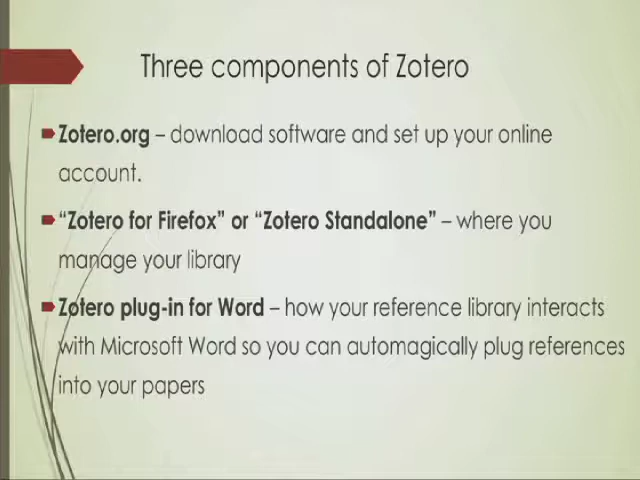 Three components of Zotero
Zotero.org – download software and set up your online
account.
“Zotero for Firefox” or “Zotero Standalone” – where you
manage your library
Zotero plug-in for Word – how your reference library interacts
with Microsoft Word so you can automagically plug references
into your papers